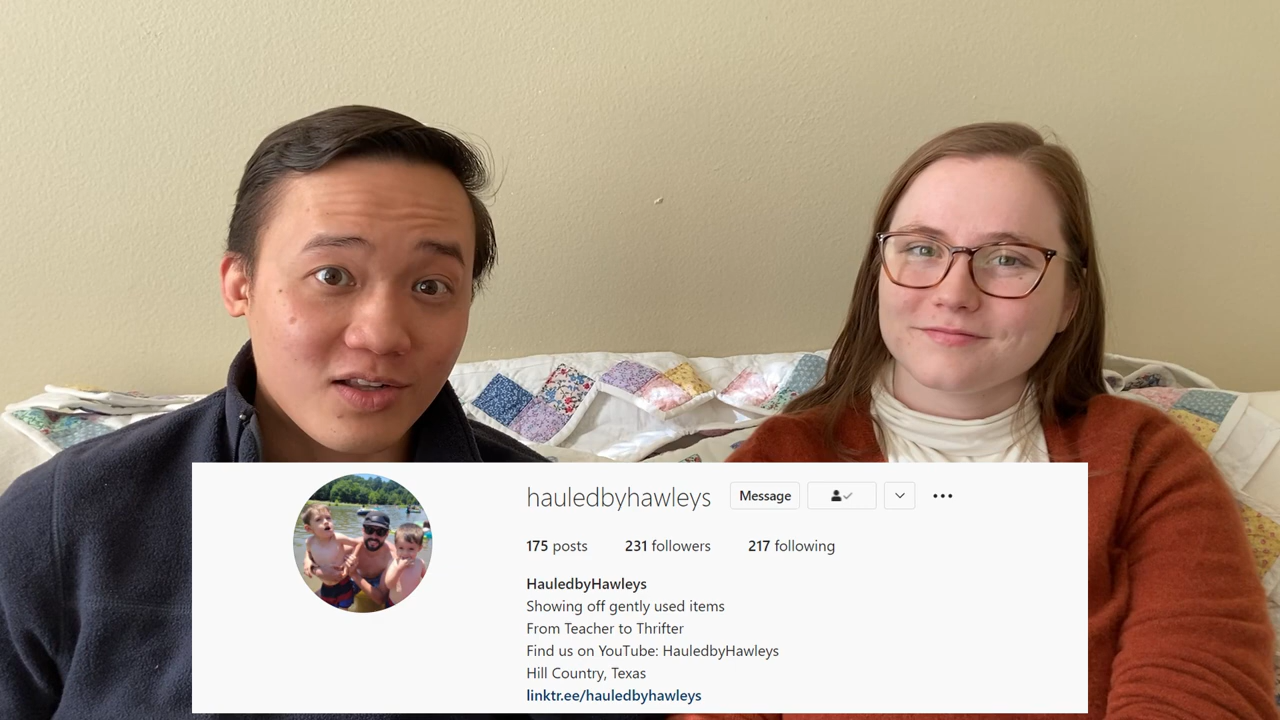 hauledbyhawleys Message
175 posts 231 followers 217 following
HauledbyHawleys
Showing off gently used items
From Teacher to Thrifter
Find us on YouTube: HauledbyHawleys
Hill Country, Texas
linktr.ee/hauledbyhawleys